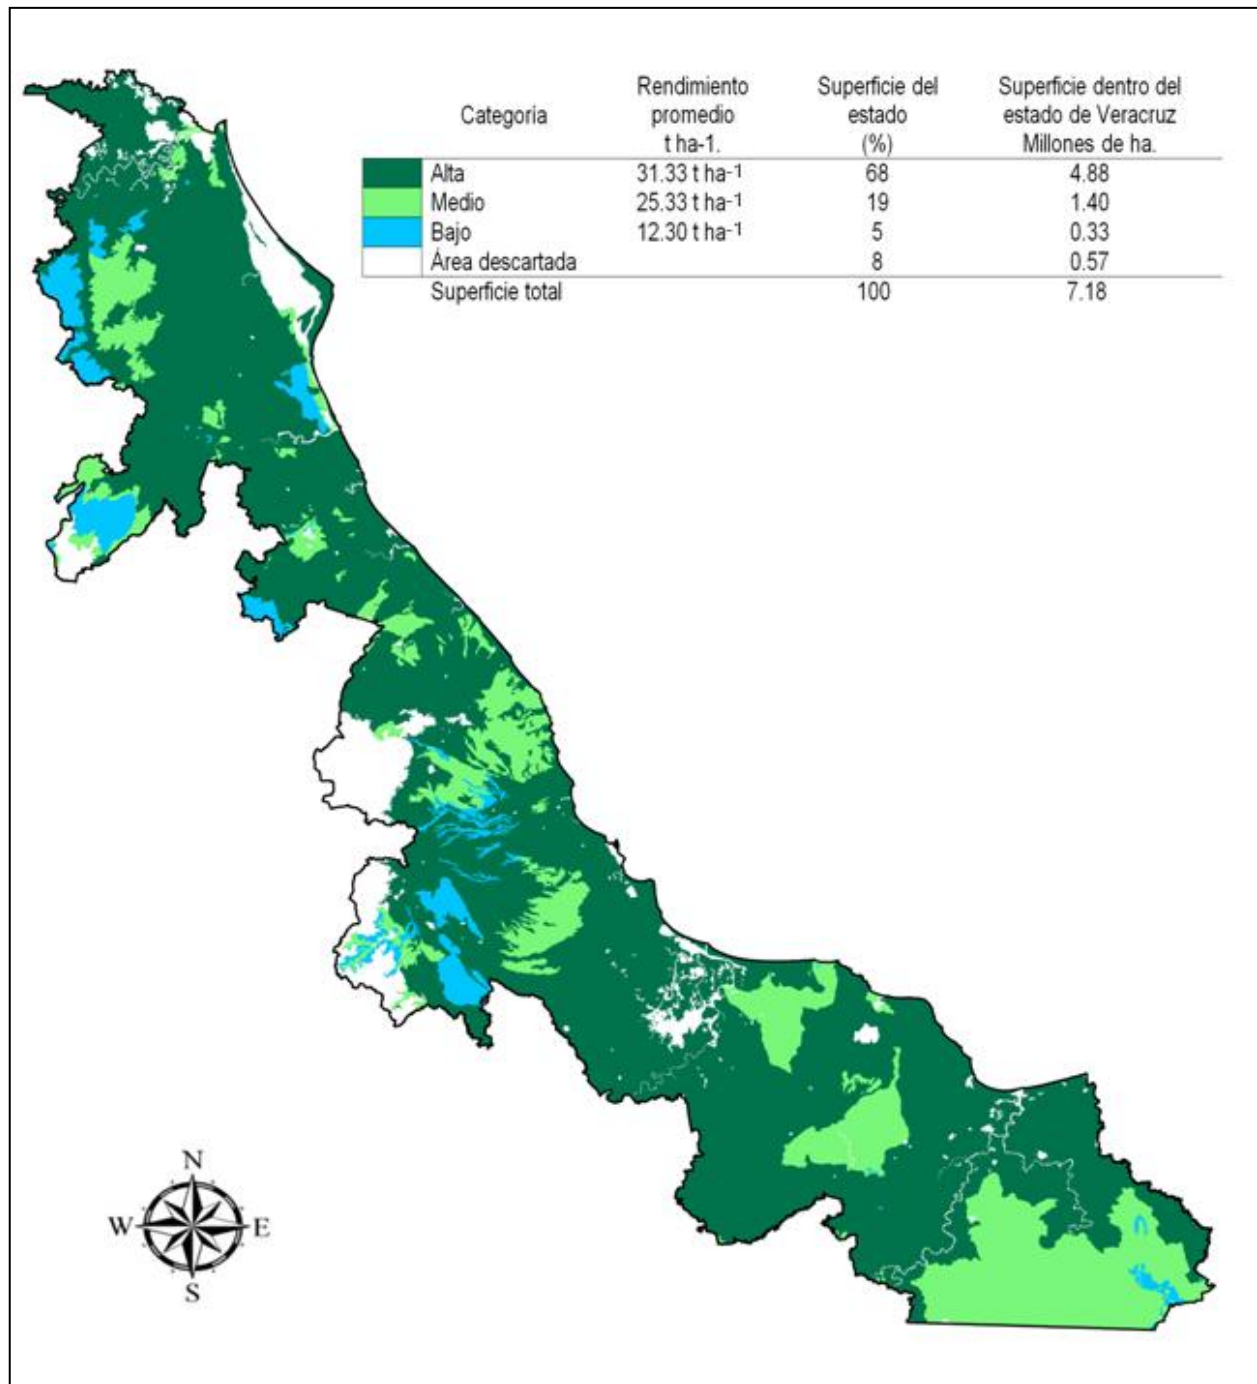 Categoría Rendimiento promedio t ha-1. Superficie del estado (%) Superficie dentro del estado de Veracruz Millones de ha.
Alta 31.33 t ha-1 68 4.88
Medio 25.33 t ha-1 19 1.40
Bajo 12.30 t ha-1 5 0.33
Área descartada 8 0.57
Superficie total 100 7.18
N
W E
S